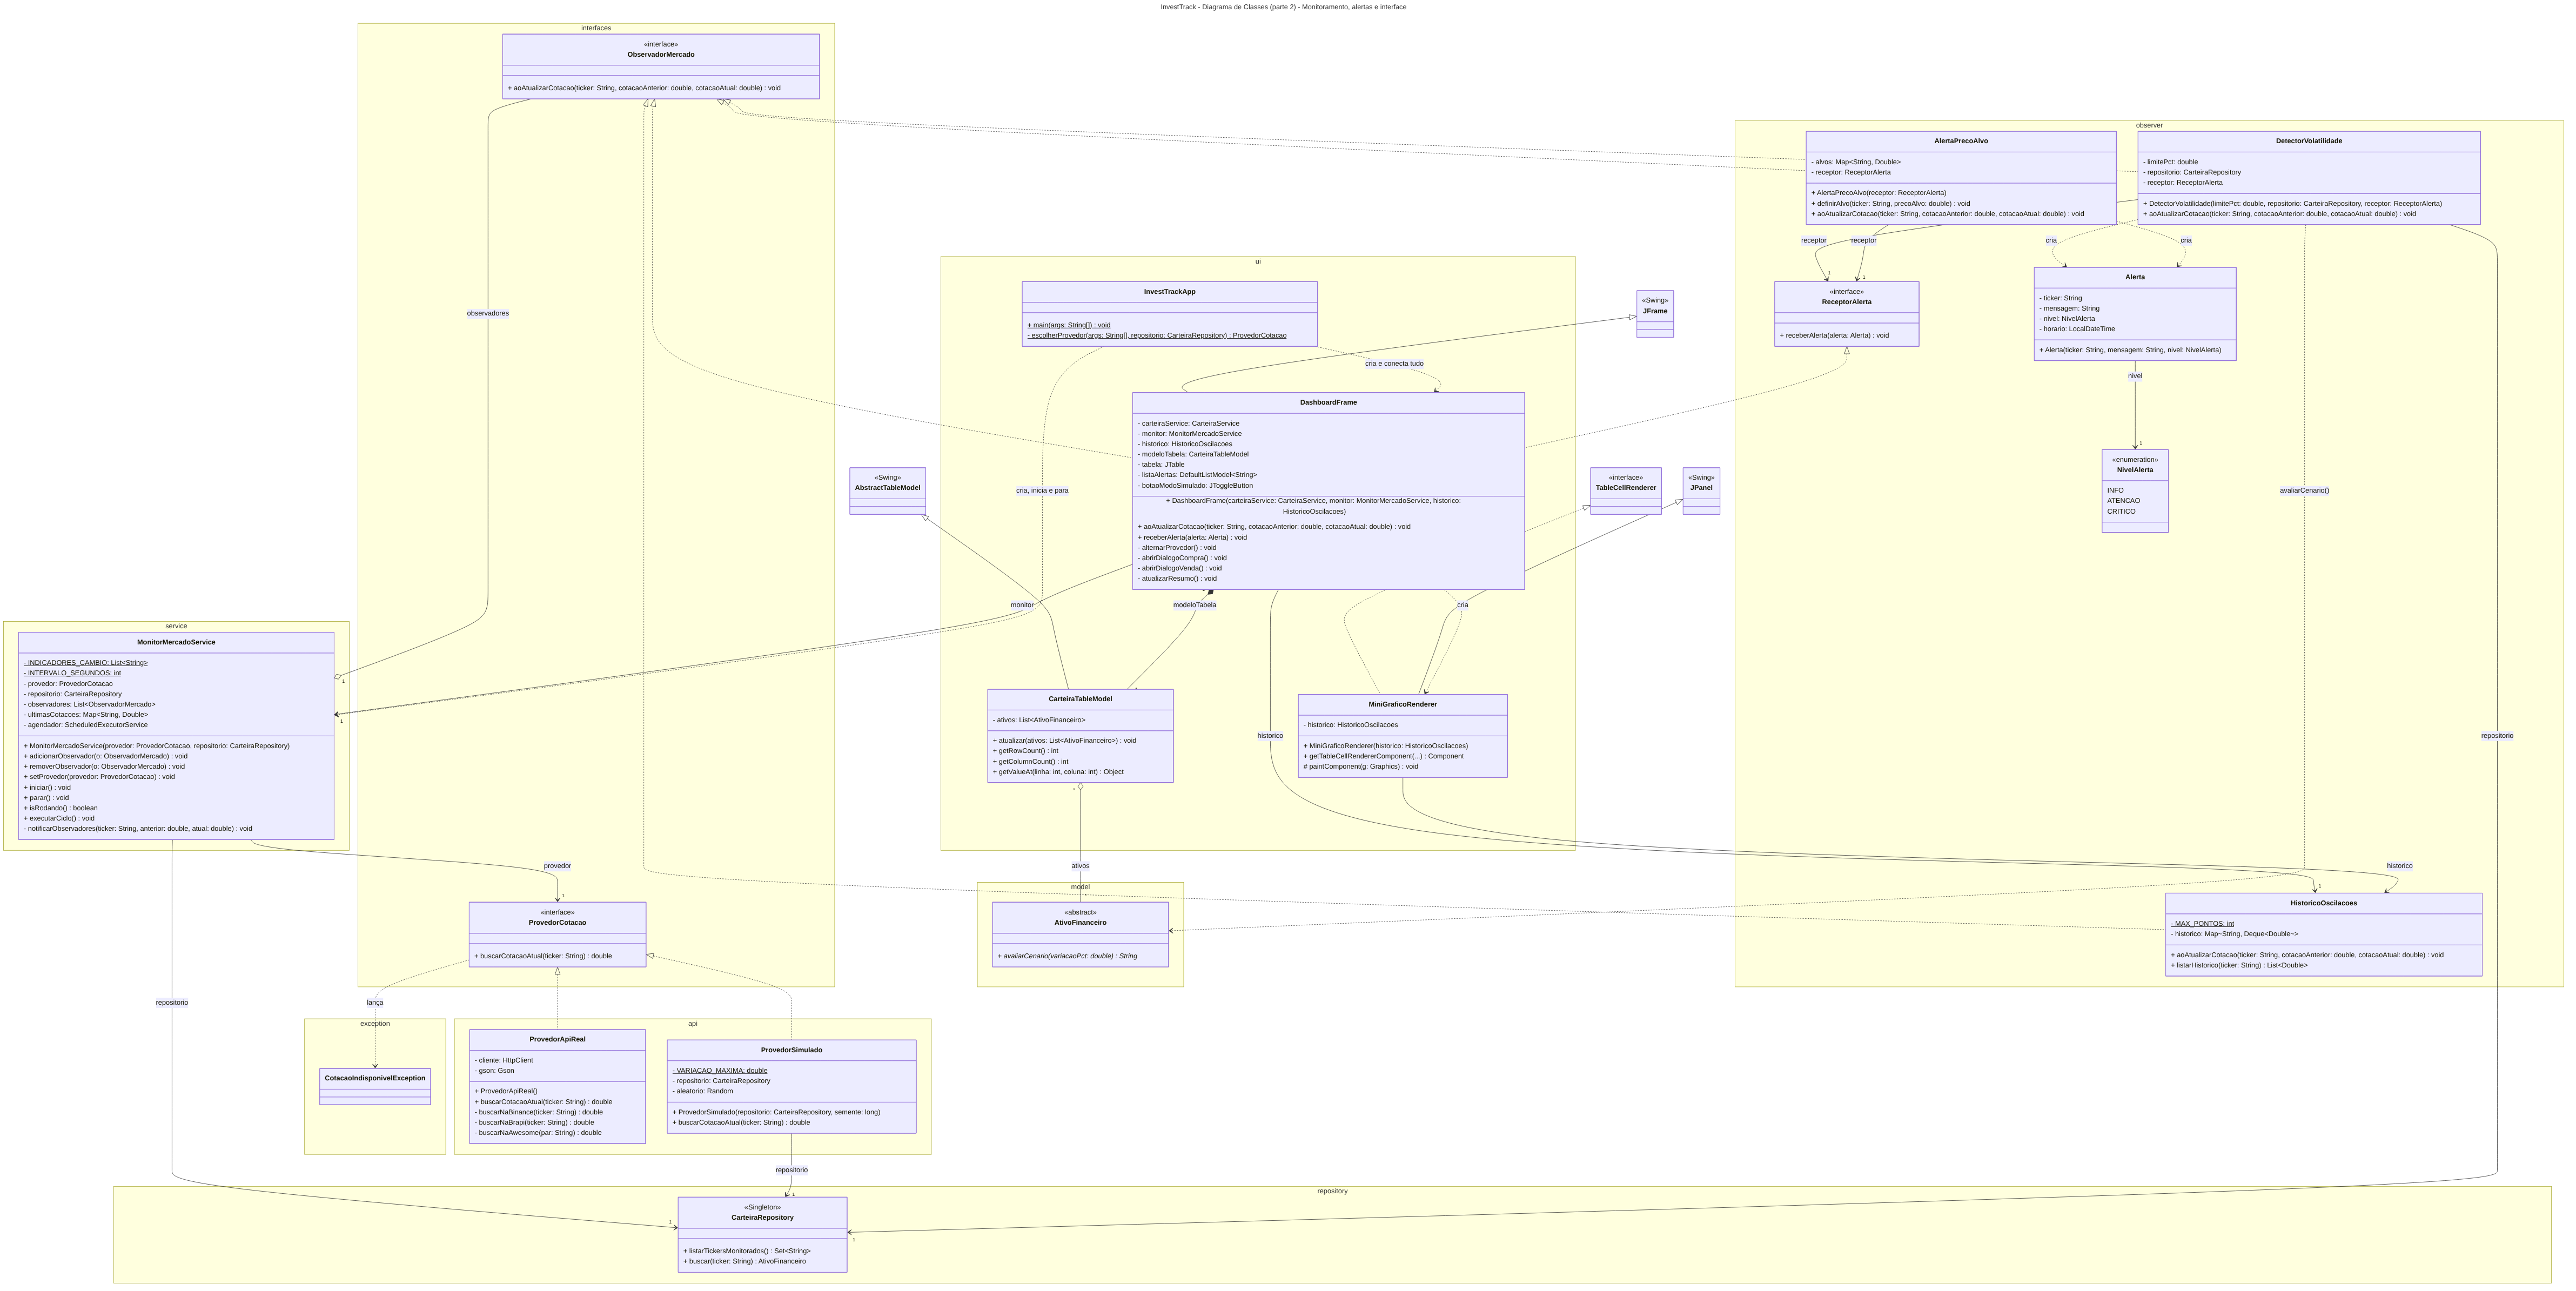 InvestTrack - Diagrama de Classes (parte 2) - Monitoramento, alertas e interface
interfaces
«interface»
ObservadorMercado
+ aoAtualizarCotacao(ticker: String, cotacaoAnterior: double, cotacaoAtual: double) : void
observer
AlertaPrecoAlvo
- alvos: Map<String, Double>
- receptor: ReceptorAlerta
+ AlertaPrecoAlvo(receptor: ReceptorAlerta)
+ definirAlvo(ticker: String, precoAlvo: double) : void
+ aoAtualizarCotacao(ticker: String, cotacaoAnterior: double, cotacaoAtual: double) : void
DetectorVolatilidade
- limitePct: double
- repositorio: CarteiraRepository
- receptor: ReceptorAlerta
+ DetectorVolatilidade(limitePct: double, repositorio: CarteiraRepository, receptor: ReceptorAlerta)
+ aoAtualizarCotacao(ticker: String, cotacaoAnterior: double, cotacaoAtual: double) : void
receptor
receptor
cria
cria
1
1
ui
InvestTrackApp
+ main(args: String[]) : void
- escolherProvedor(args: String[], repositorio: CarteiraRepository) : ProvedorCotacao
«Swing»
JFrame
«interface»
ReceptorAlerta
+ receberAlerta(alerta: Alerta) : void
Alerta
- ticker: String
- mensagem: String
- nivel: NivelAlerta
- horario: LocalDateTime
+ Alerta(ticker: String, mensagem: String, nivel: NivelAlerta)
observadores
cria e conecta tudo
nivel
1
DashboardFrame
- carteiraService: CarteiraService
- monitor: MonitorMercadoService
- historico: HistoricoOscilacoes
- modeloTabela: CarteiraTableModel
- tabela: JTable
- listaAlertas: DefaultListModel<String>
- botaoModoSimulado: JToggleButton
+ DashboardFrame(carteiraService: CarteiraService, monitor: MonitorMercadoService, historico:
HistoricoOscilacoes)
+ aoAtualizarCotacao(ticker: String, cotacaoAnterior: double, cotacaoAtual: double) : void
+ receberAlerta(alerta: Alerta) : void
- alternarProvedor() : void
- abrirDialogoCompra() : void
- abrirDialogoVenda() : void
- atualizarResumo() : void
«Swing»
AbstractTableModel
cria, inicia e para
«interface»
TableCellRenderer
«Swing»
JPanel
«enumeration»
NivelAlerta
INFO
ATENCAO
CRITICO
avaliarCenario()
monitor
modeloTabela
cria
service
MonitorMercadoService
- INDICADORES_CAMBIO: List<String>
- INTERVALO_SEGUNDOS: int
- provedor: ProvedorCotacao
- repositorio: CarteiraRepository
- observadores: List<ObservadorMercado>
- ultimasCotacoes: Map<String, Double>
- agendador: ScheduledExecutorService
+ MonitorMercadoService(provedor: ProvedorCotacao, repositorio: CarteiraRepository)
+ adicionarObservador(o: ObservadorMercado) : void
+ removerObservador(o: ObservadorMercado) : void
+ setProvedor(provedor: ProvedorCotacao) : void
+ iniciar() : void
+ parar() : void
+ isRodando() : boolean
+ executarCiclo() : void
- notificarObservadores(ticker: String, anterior: double, atual: double) : void
1
1
CarteiraTableModel
- ativos: List<AtivoFinanceiro>
+ atualizar(ativos: List<AtivoFinanceiro>) : void
+ getRowCount() : int
+ getColumnCount() : int
+ getValueAt(linha: int, coluna: int) : Object
MiniGraficoRenderer
- historico: HistoricoOscilacoes
+ MiniGraficoRenderer(historico: HistoricoOscilacoes)
+ getTableCellRendererComponent(...) : Component
# paintComponent(g: Graphics) : void
historico
repositorio
*
provedor
ativos
historico
1
1
model
*
«abstract»
AtivoFinanceiro
+ avaliarCenario(variacaoPct: double) : String
«interface»
ProvedorCotacao
+ buscarCotacaoAtual(ticker: String) : double
HistoricoOscilacoes
- MAX_PONTOS: int
- historico: Map~String, Deque<Double~>
+ aoAtualizarCotacao(ticker: String, cotacaoAnterior: double, cotacaoAtual: double) : void
+ listarHistorico(ticker: String) : List<Double>
repositorio
lança
exception
CotacaoIndisponivelException
api
ProvedorApiReal
- cliente: HttpClient
- gson: Gson
+ ProvedorApiReal()
+ buscarCotacaoAtual(ticker: String) : double
- buscarNaBinance(ticker: String) : double
- buscarNaBrapi(ticker: String) : double
- buscarNaAwesome(par: String) : double
ProvedorSimulado
- VARIACAO_MAXIMA: double
- repositorio: CarteiraRepository
- aleatorio: Random
+ ProvedorSimulado(repositorio: CarteiraRepository, semente: long)
+ buscarCotacaoAtual(ticker: String) : double
repositorio
repository
1
1
1
«Singleton»
CarteiraRepository
+ listarTickersMonitorados() : Set<String>
+ buscar(ticker: String) : AtivoFinanceiro